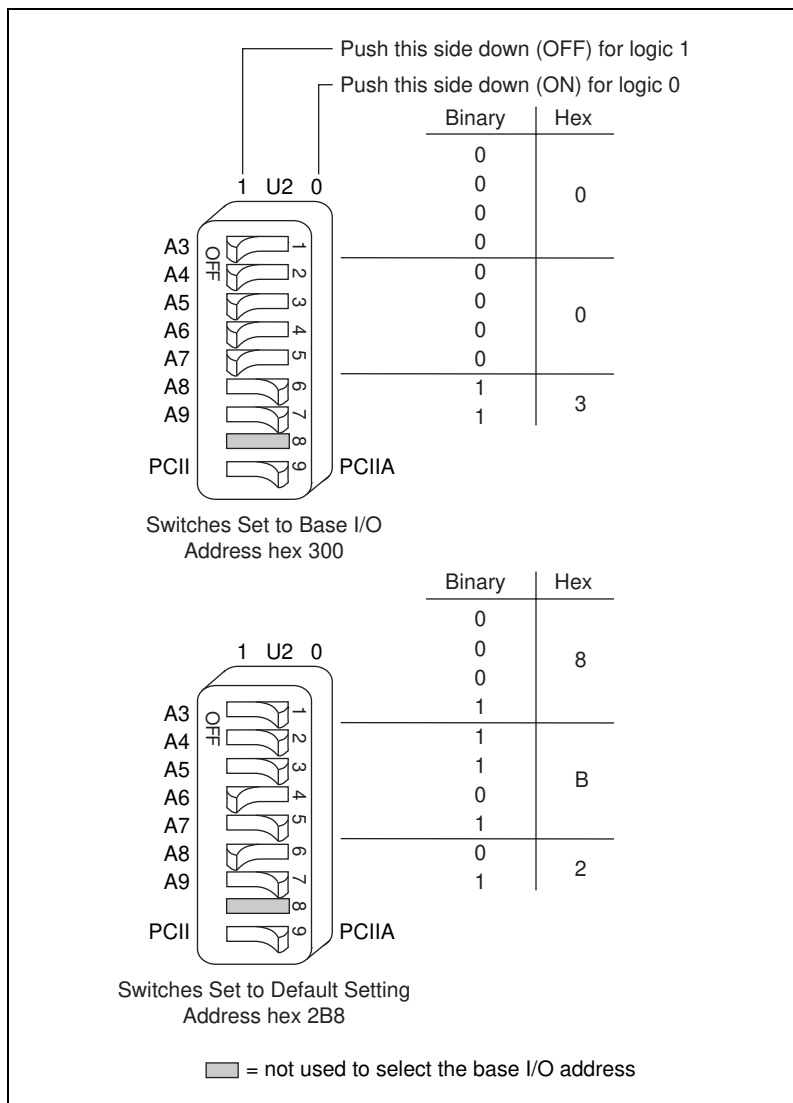 Push this side down (OFF) for logic 1
Push this side down (ON) for logic 0
Binary Hex
0
0
0
0
0
1 U2 0
A3 OFF 1
A4 2
A5 3
A6 4
A7 5
A8 6
A9 7
8
PCII 9 PCIIA
0
0
0
0
0
1
1
3
Switches Set to Base I/O
Address hex 300
Binary Hex
0
0
0
1
8
1 U2 0
A3 OFF 1
A4 2
A5 3
A6 4
A7 5
A8 6
A9 7
8
PCII 9 PCIIA
1
1
0
1
B
0
1
2
Switches Set to Default Setting
Address hex 2B8
= not used to select the base I/O address